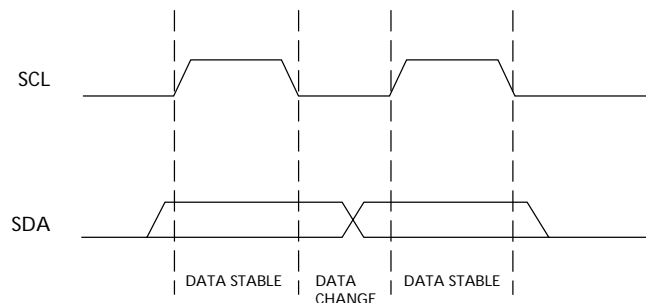 SCL
SDA
DATA STABLE
DATA
CHANGE
DATA STABLE